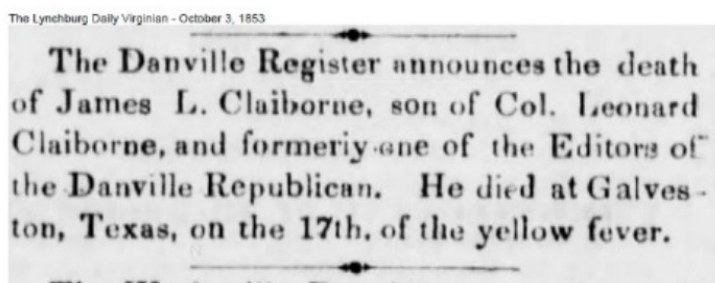 The Lynchburg Daily Virginian - October 3, 1853
The Danville Register announces the death
of James L. Claiborne, son of Col. Leonard
Claiborne, and formerly one of the Editors of
the Danville Republican. He died at Galves-
ton, Texas, on the 17th. of the yellow fever.